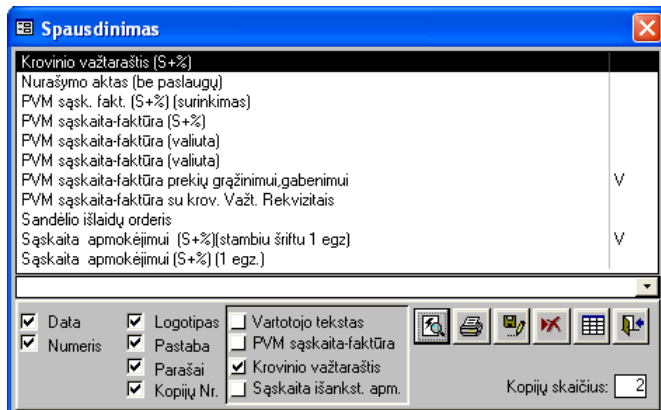 Spausdinimas
Krovinio važtaraštis (S+%)
Nurašymo aktas (be paslaugų)
PVM sąsk. fakt. (S+%) (surinkimas)
PVM sąskaita-faktūra (S+%)
PVM sąskaita-faktūra (valiuta)
PVM sąskaita-faktūra (valiuta)
PVM sąskaita-faktūra prekių grąžinimui,gabenimui V
PVM sąskaita-faktūra su krov. Važt. Rekvizitais
Sandėlio išlaidų orderis
Sąskaita apmokėjimui (S+%)(stambiu šriftu 1 egz) V
Sąskaita apmokėjimui (S+%) (1 egz.)
Data Logotipas Vartotojo tekstas
Numeris Pastaba PVM sąskaita-faktūra
Parašai Krovinio važtaraštis
Kopijų Nr. Sąskaita išankst. apm. Kopijų skaičius: 2